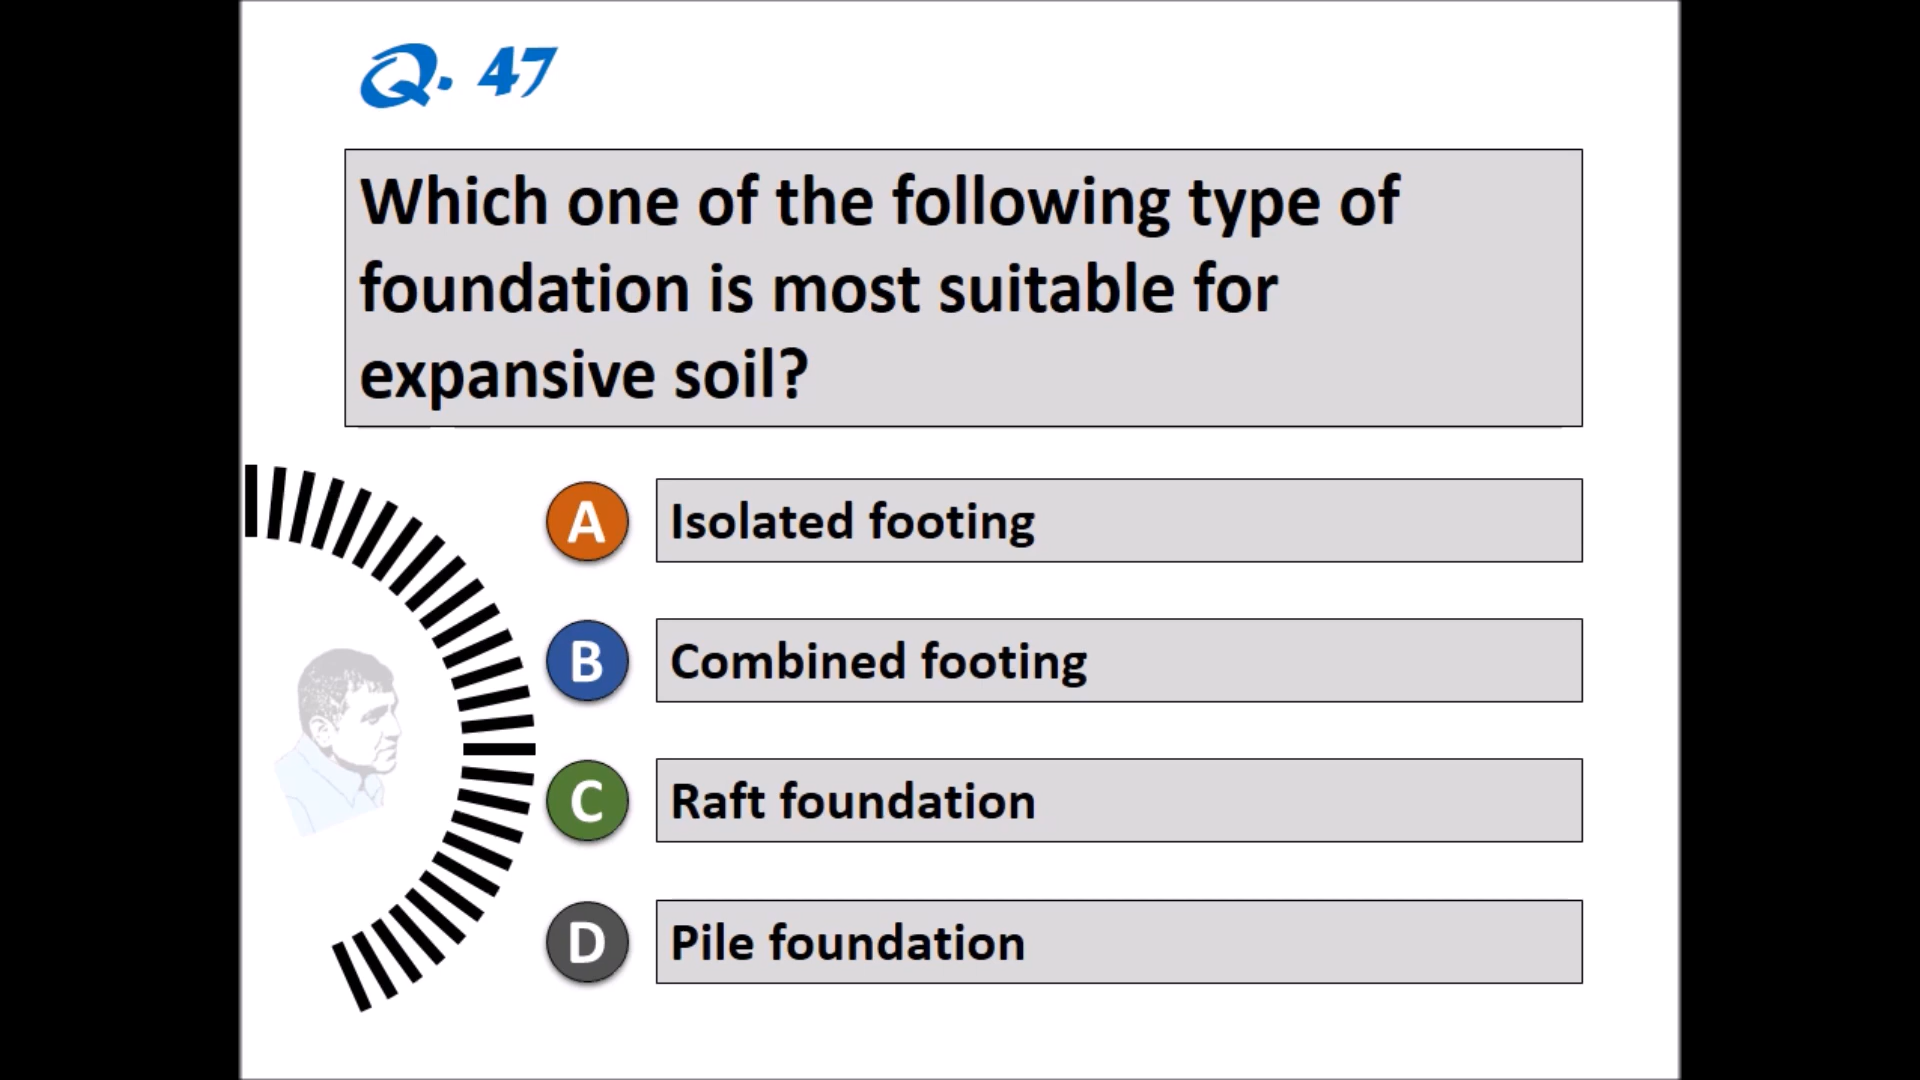 Q. 47
Which one of the following type of
foundation is most suitable for
expansive soil?
A Isolated footing
B Combined footing
C Raft foundation
D Pile foundation